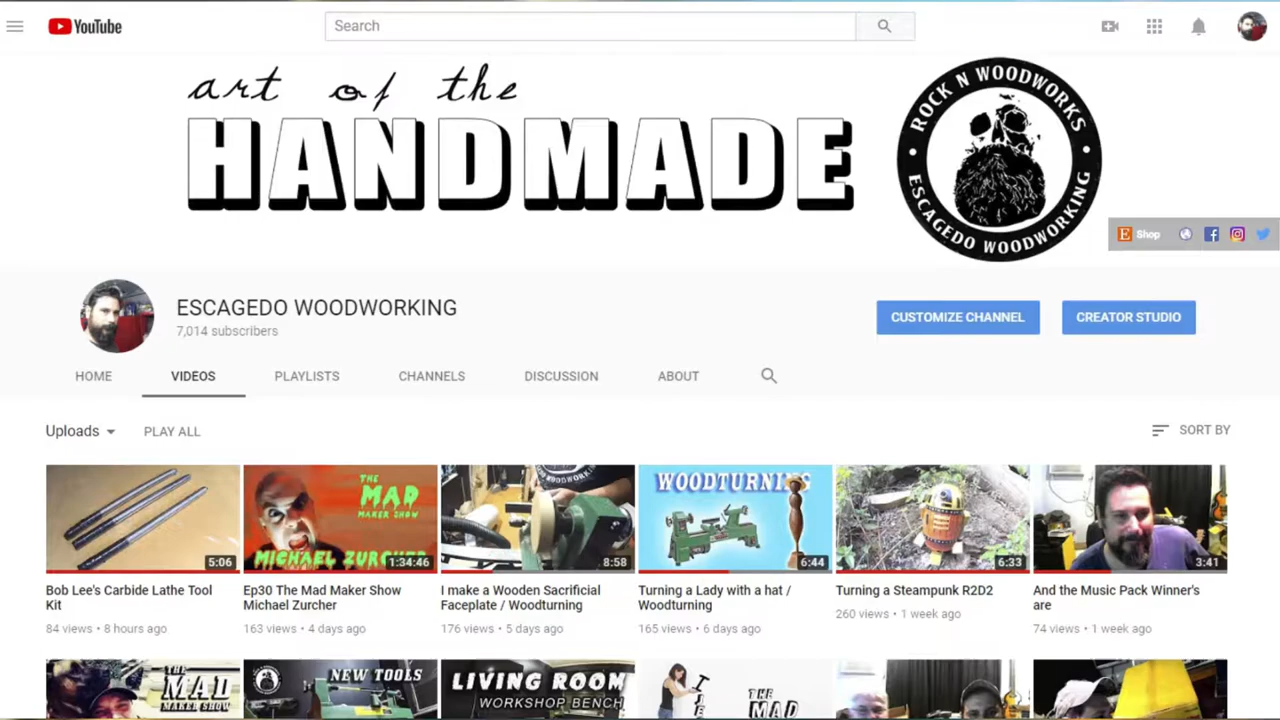 YouTube
Search
art of the
HANDMADE
ROCK N WOODWORKS
ESCAGEDO WOODWORKING
Shop
ESCAGEDO WOODWORKING
7,014 subscribers
CUSTOMIZE CHANNEL
CREATOR STUDIO
HOME
VIDEOS
PLAYLISTS
CHANNELS
DISCUSSION
ABOUT
Uploads
PLAY ALL
SORT BY
5:06
THE
MAD
MAKER SHOW
MICHAEL ZURCHER
1:34:46
8:58
WOODTURNING
6:44
6:33
3:41
Bob Lee's Carbide Lathe Tool
Kit
84 views • 8 hours ago
Ep30 The Mad Maker Show
Michael Zurcher
163 views • 4 days ago
I make a Wooden Sacrificial
Faceplate / Woodturning
176 views • 5 days ago
Turning a Lady with a hat /
Woodturning
165 views • 6 days ago
Turning a Steampunk R2D2
260 views • 1 week ago
And the Music Pack Winner's
are
74 views • 1 week ago
THE
MAD
MAKER SHOW
NEW TOOLS
LIVING ROOM
WORKSHOP BENCH
THE
MAD